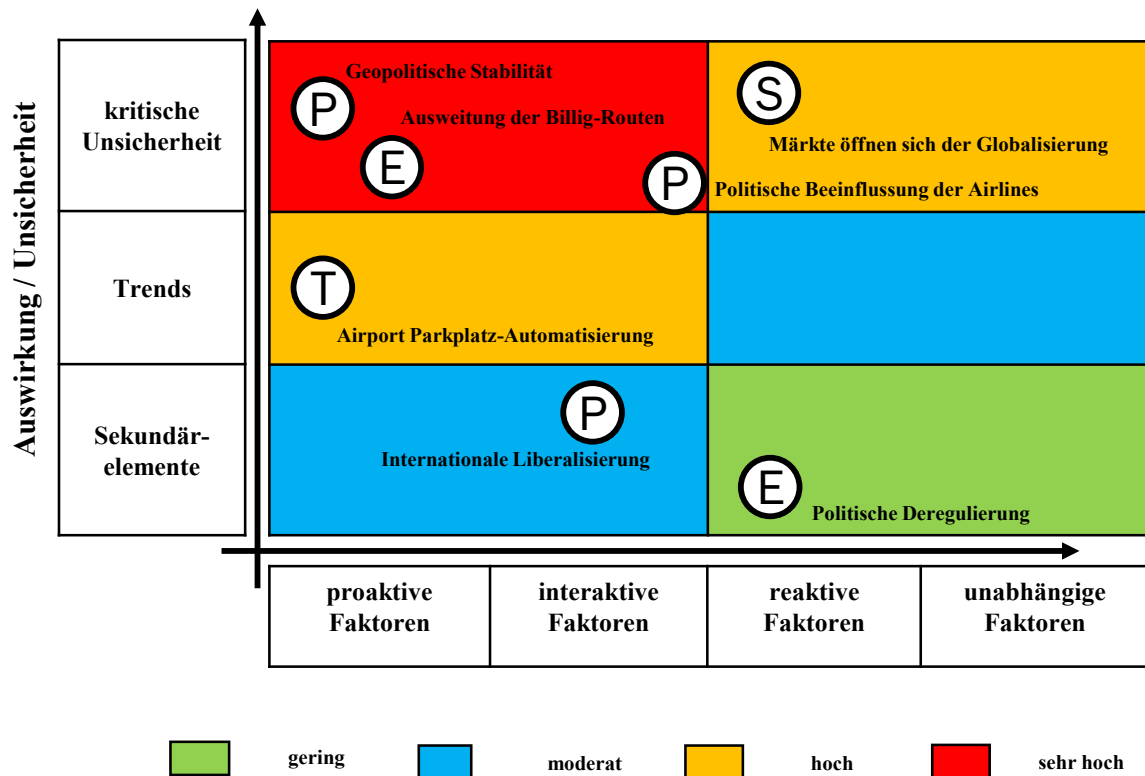 Auswirkung / Unsicherheit
kritische
Unsicherheit
P
Geopolitische Stabilität
Ausweitung der Billig-Routen
E
P
Politische Beeinflussung der Airlines
S
Märkte öffnen sich der Globalisierung
Trends
T
Airport Parkplatz-Automatisierung
Sekundär-
elemente
P
Internationale Liberalisierung
E
Politische Deregulierung
proaktive
Faktoren
interaktive
Faktoren
reaktive
Faktoren
unabhängige
Faktoren
gering
moderat
hoch
sehr hoch